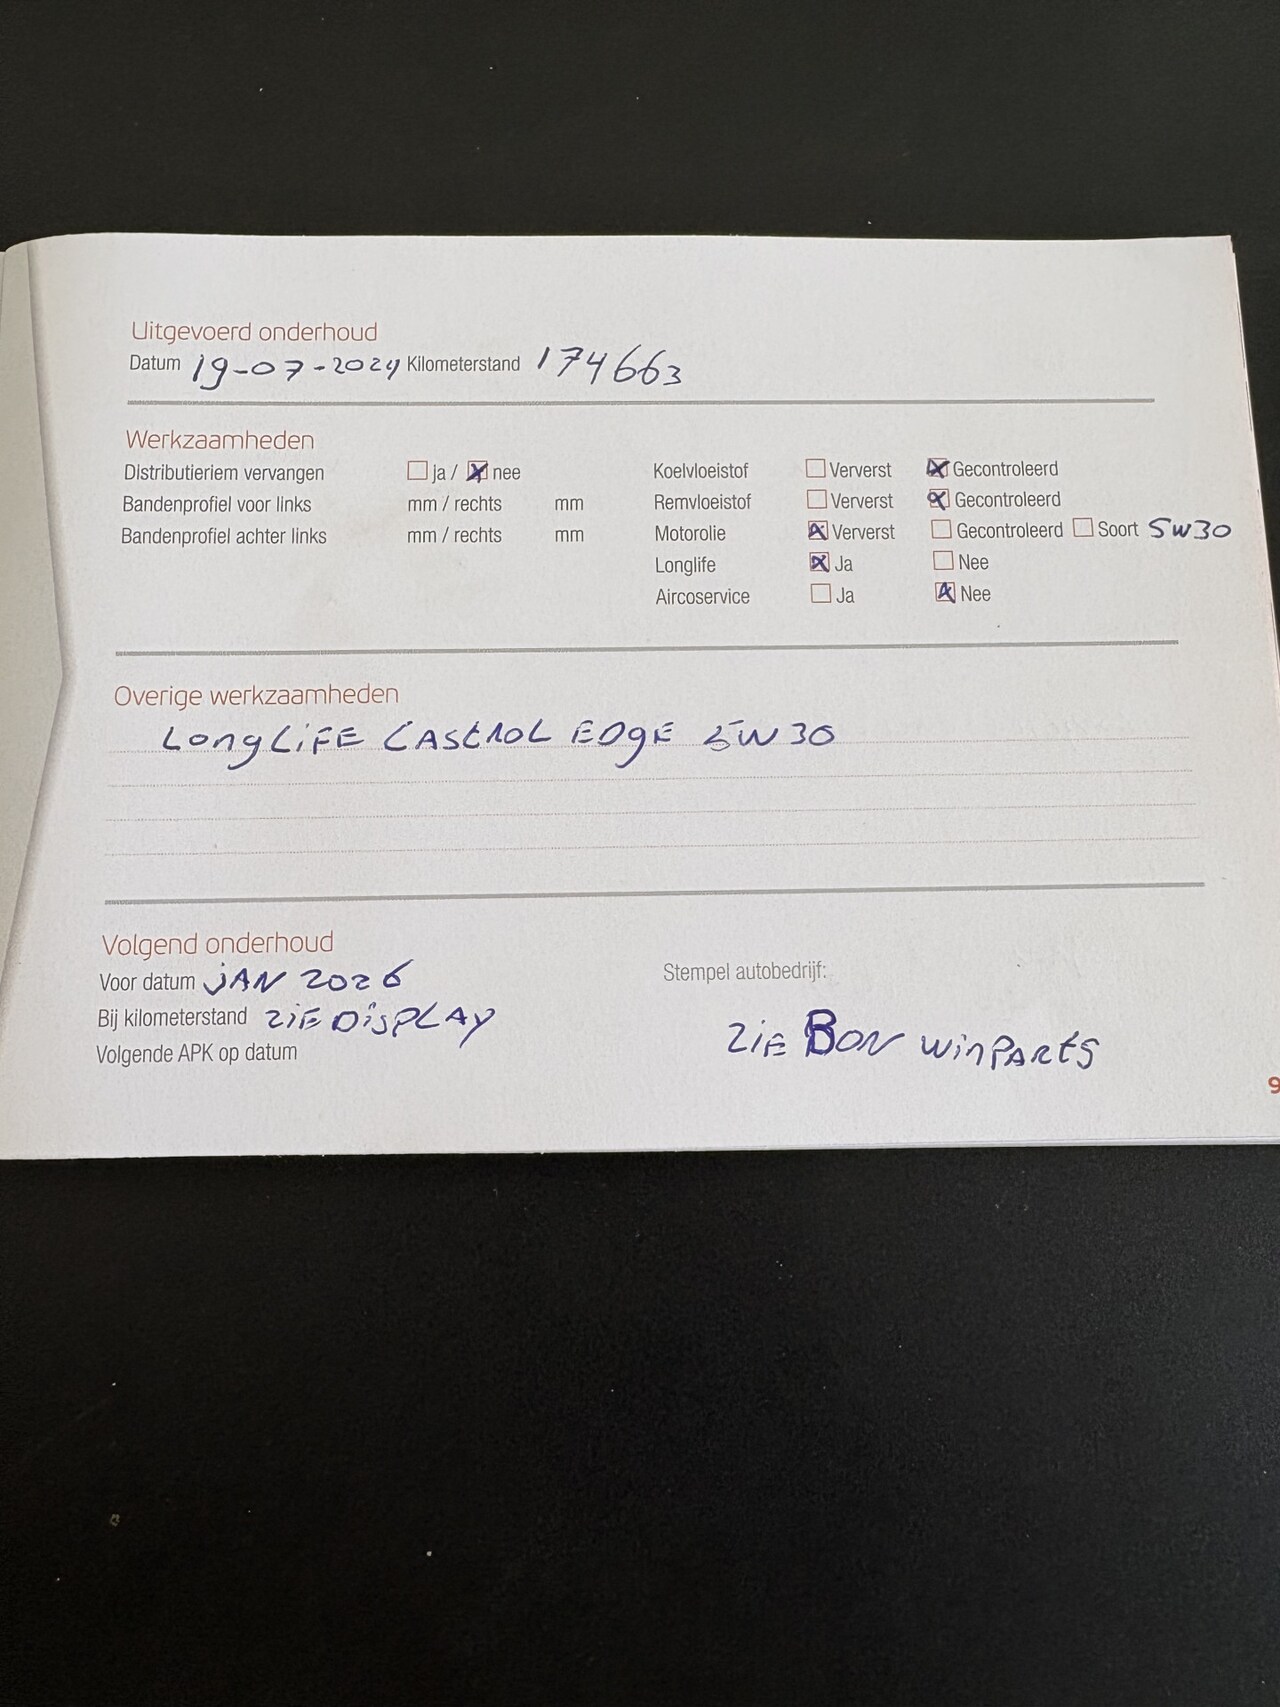 Uitgevoerd onderhoud
Datum 19-07-2024 Kilometerstand 174663
Werkzaamheden
Distributieriem vervangen ja / nee
Bandenprofiel voor links mm / rechts mm
Bandenprofiel achter links mm / rechts mm
Koelvloeistof Ververst Gecontroleerd
Remvloeistof Ververst Gecontroleerd
Motorolie Ververst Gecontroleerd Soort 5W30
Longlife Ja Nee
Aircoservice Ja Nee
Overige werkzaamheden
LongLiFE CAStROL EDgE 5W30
Volgend onderhoud
Voor datum jAN 2026
Bij kilometerstand ZiE DiSPLAY
Volgende APK op datum
Stempel autobedrijf:
ZiE BON winPARtS
9